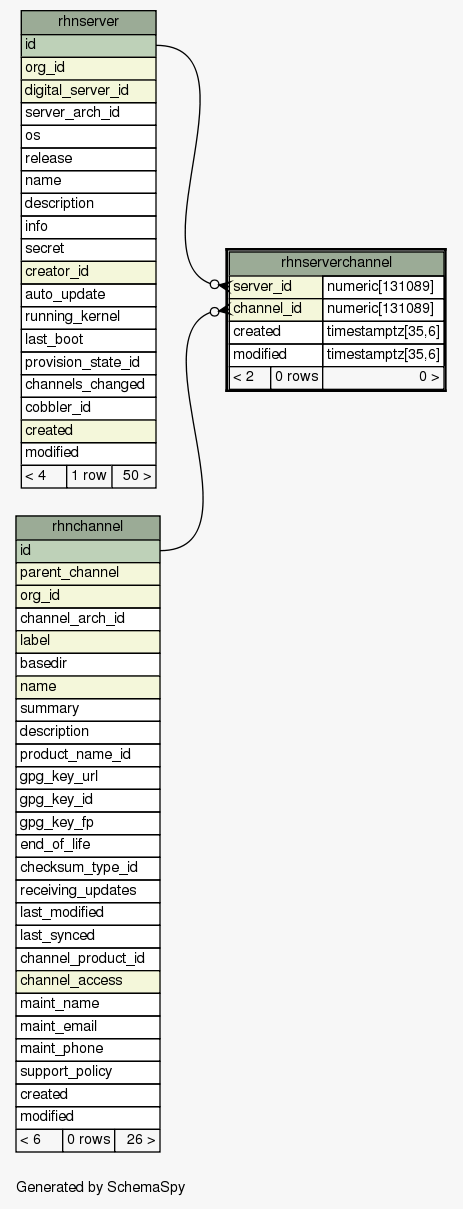 rhnserver
id
org_id
digital_server_id
server_arch_id
os
release
name
description
info
secret
creator_id
auto_update
running_kernel
last_boot
provision_state_id
channels_changed
cobbler_id
created
modified
< 4 1 row 50 >
rhnserverchannel
server_id numeric[131089]
channel_id numeric[131089]
created timestamptz[35,6]
modified timestamptz[35,6]
< 2 0 rows 0 >
rhnchannel
id
parent_channel
org_id
channel_arch_id
label
basedir
name
summary
description
product_name_id
gpg_key_url
gpg_key_id
gpg_key_fp
end_of_life
checksum_type_id
receiving_updates
last_modified
last_synced
channel_product_id
channel_access
maint_name
maint_email
maint_phone
support_policy
created
modified
< 6 0 rows 26 >
Generated by SchemaSpy